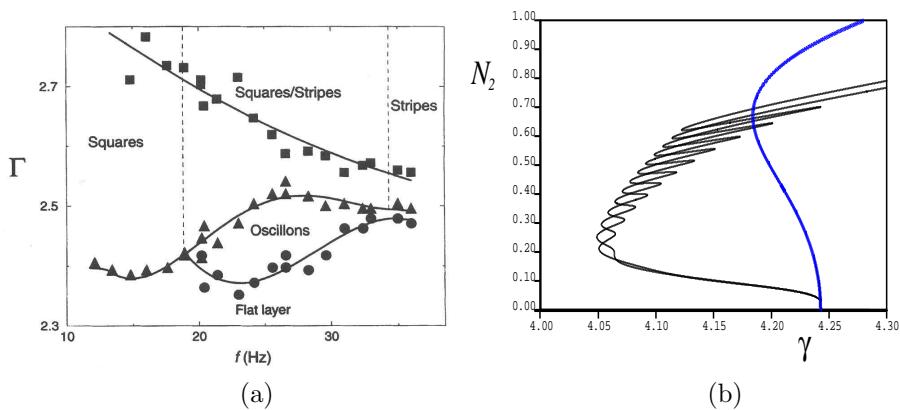 2.7
2.5
2.3
Γ
Squares
Squares/Stripes
Stripes
Oscillons
Flat layer
10
20
30
f (Hz)
(a)
1.00
0.90
0.80
0.70
0.60
0.50
0.40
0.30
0.20
0.10
0.00
N2
4.00
4.05
4.10
4.15
4.20
4.25
4.30
γ
(b)